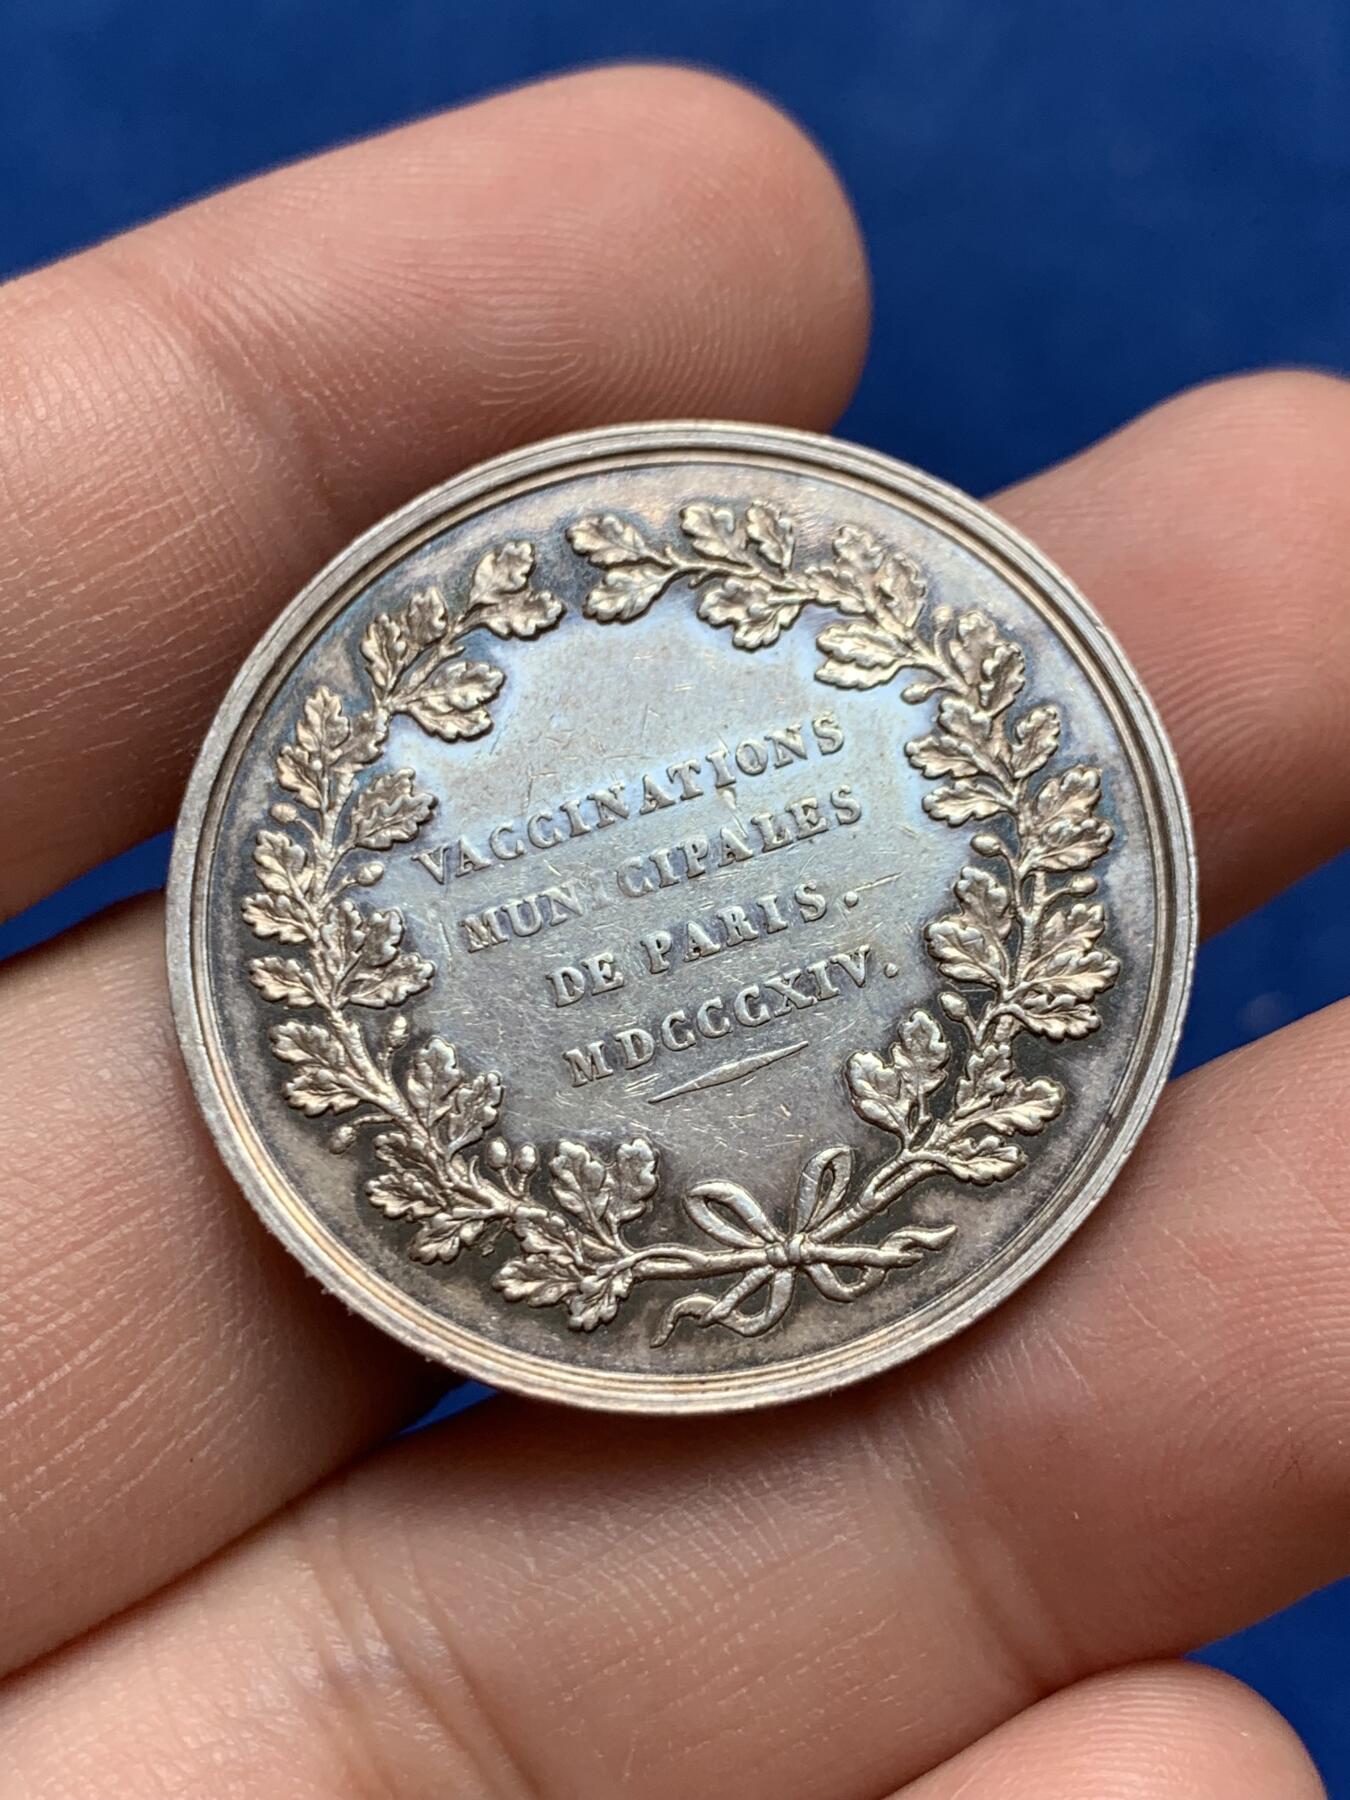 VACCINATIONS
MUNICIPALES
DE PARIS.
MDCCCXIV.